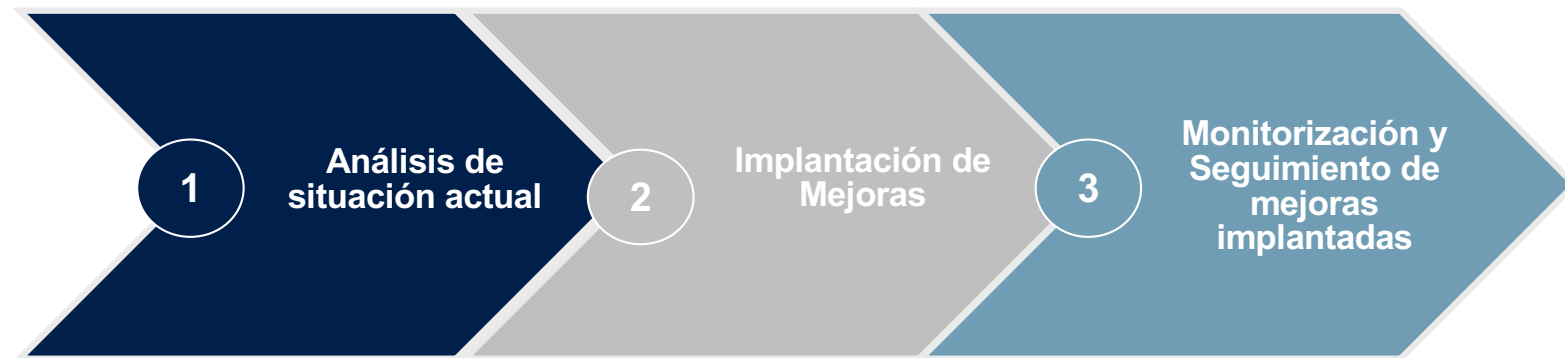 1
Análisis de
situación actual
2
Implantación de
Mejoras
3
Monitorización y
Seguimiento de
mejoras
implantadas